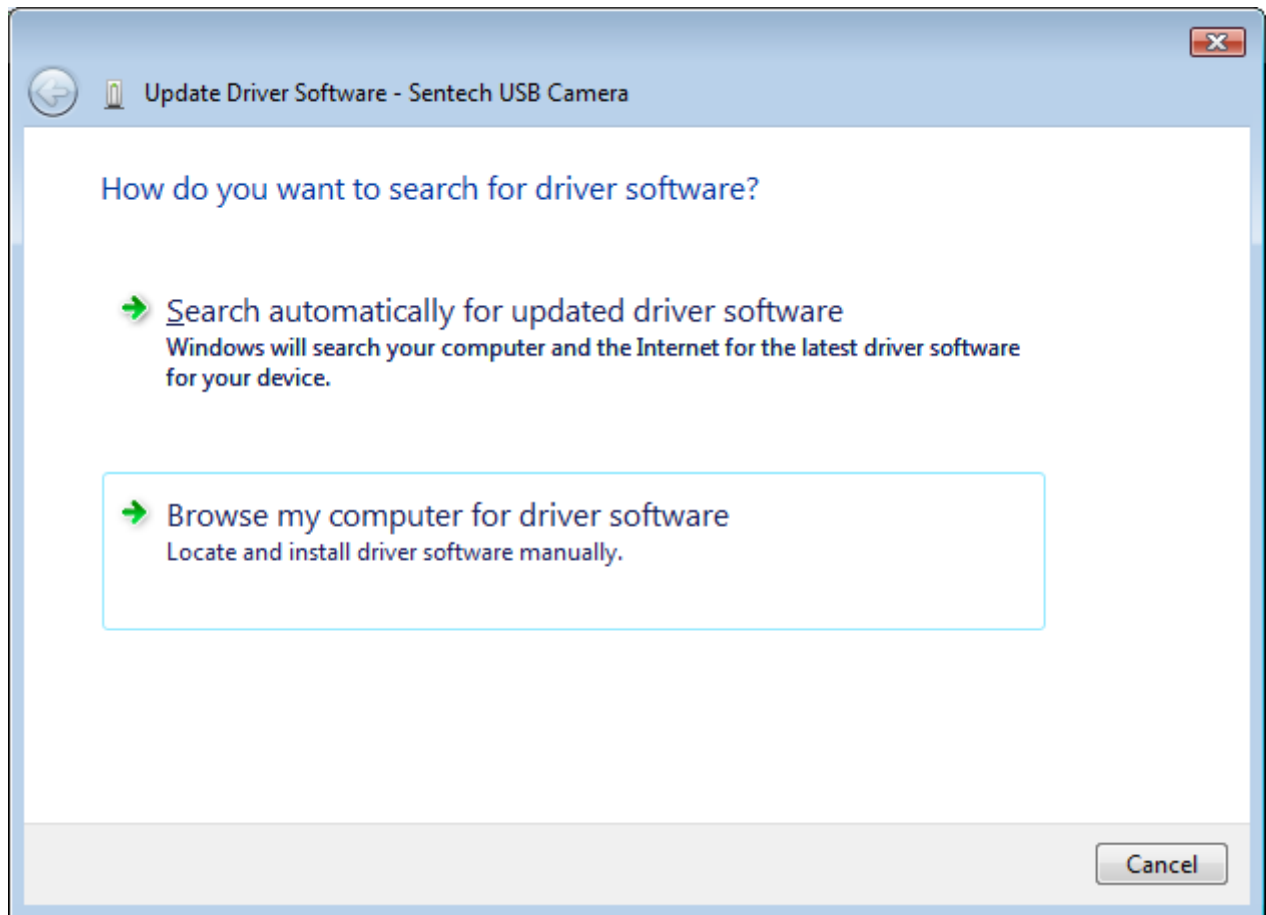 Update Driver Software - Sentech USB Camera
How do you want to search for driver software?
Search automatically for updated driver software
Windows will search your computer and the Internet for the latest driver software
for your device.
Browse my computer for driver software
Locate and install driver software manually.
Cancel